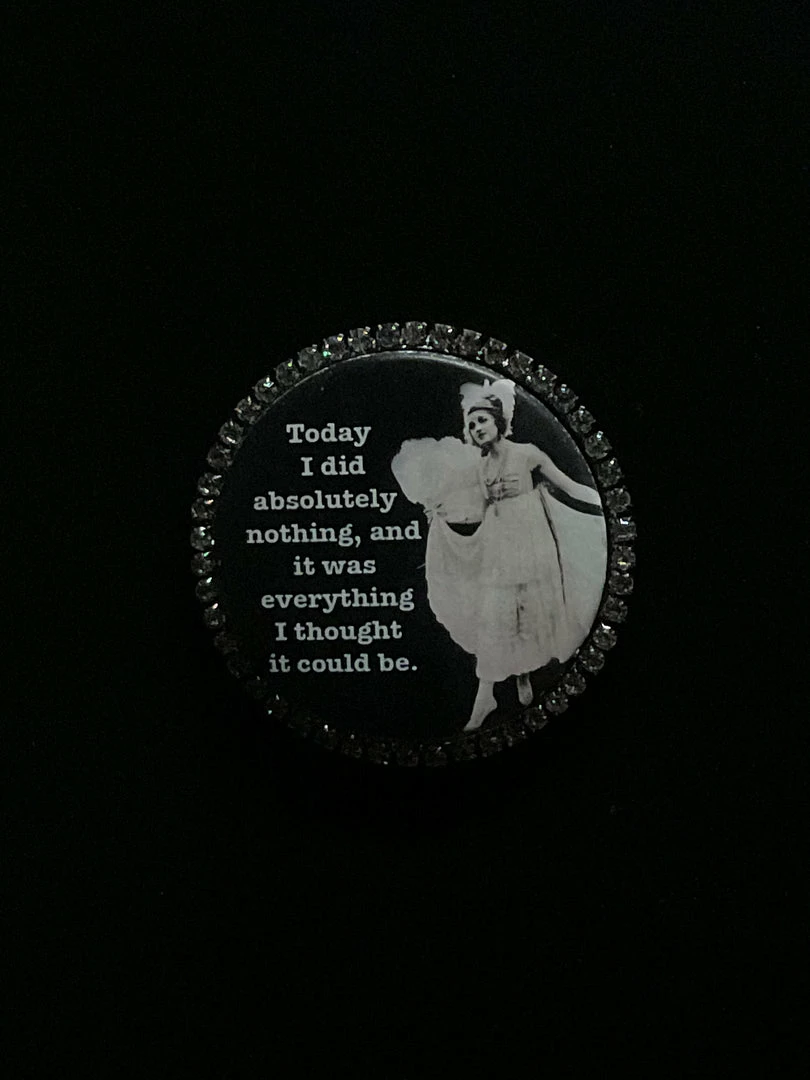 Today
I did
absolutely
nothing, and
it was
everything
I thought
it could be.